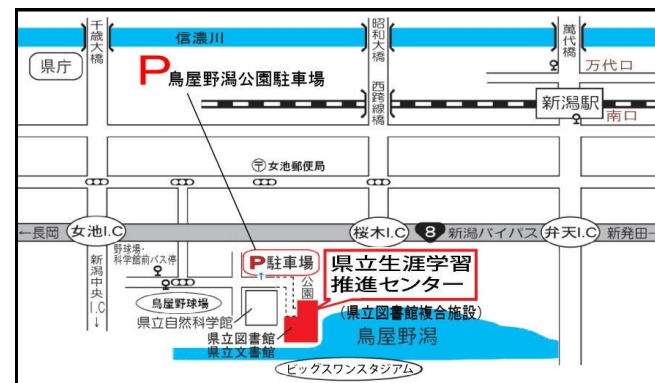 千歳大橋
信濃川
昭和大橋
萬代橋
県庁
P鳥屋野潟公園駐車場
西跨線橋
万代口
新潟駅
南口
〒女池郵便局
←長岡
女池I.C
桜木I.C
8
新潟バイパス
弁天I.C
新発田→
新潟中央I.C
↓
野球場・
科学館前バス停
P駐車場
↑
公園
県立生涯学習
推進センター
(県立図書館複合施設)
鳥屋野球場
県立自然科学館
県立図書館
県立文書館
鳥屋野潟
ビッグスワンスタジアム